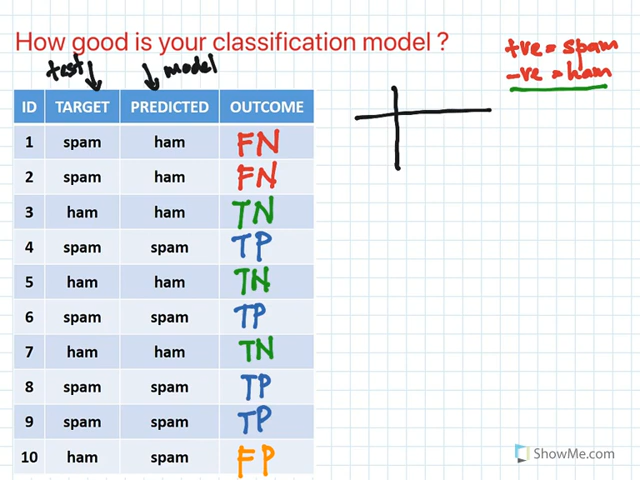 How good is your classification model ?
+ve = spam
-ve = ham
test model
ID TARGET PREDICTED OUTCOME
1 spam ham FN
2 spam ham FN
3 ham ham TN
4 spam spam TP
5 ham ham TN
6 spam spam TP
7 ham ham TN
8 spam spam TP
9 spam spam TP
10 ham spam FP
ShowMe.com